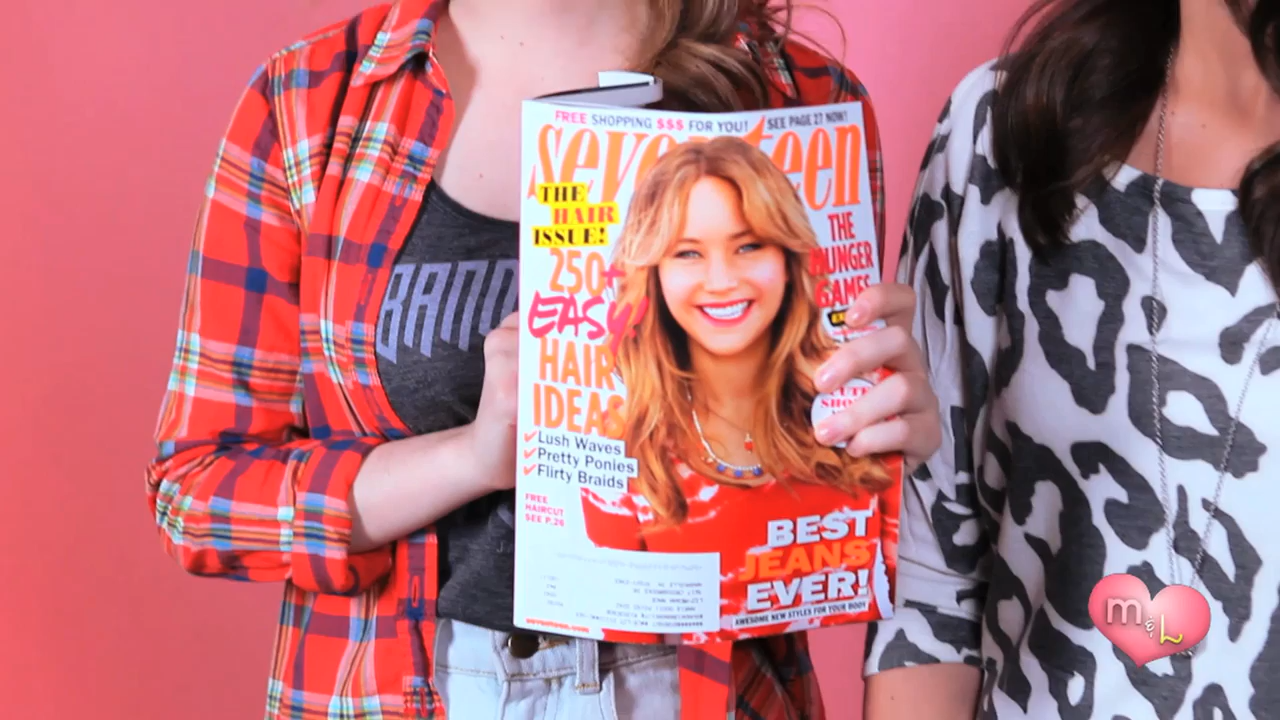 FREE SHOPPING $$$ FOR YOU! SEE PAGE 27 NOW!
seventeen
THE
HAIR
ISSUE!
250+
EASY!
HAIR
IDEAS
✓Lush Waves
✓Pretty Ponies
✓Flirty Braids
FREE
HAIRCUT
SEE P.26
THE
HUNGER
GAMES
BEST
JEANS
EVER!
AWESOME NEW STYLES FOR YOUR BODY
seventeen.com
BAND
m & L